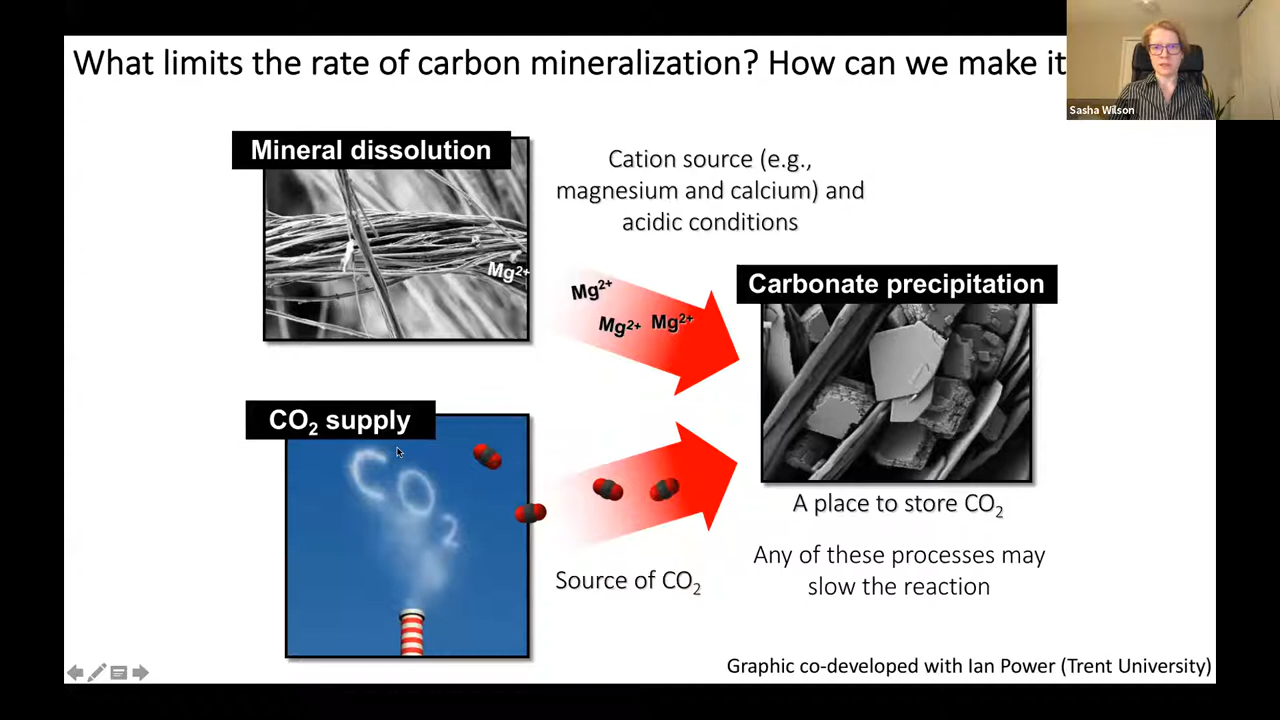 What limits the rate of carbon mineralization? How can we make it
Sasha Wilson
Mineral dissolution
Cation source (e.g.,
magnesium and calcium) and
acidic conditions
Mg2+
Mg2+
Mg2+ Mg2+
Carbonate precipitation
CO2 supply
CO2
A place to store CO2
Source of CO2
Any of these processes may
slow the reaction
Graphic co-developed with Ian Power (Trent University)